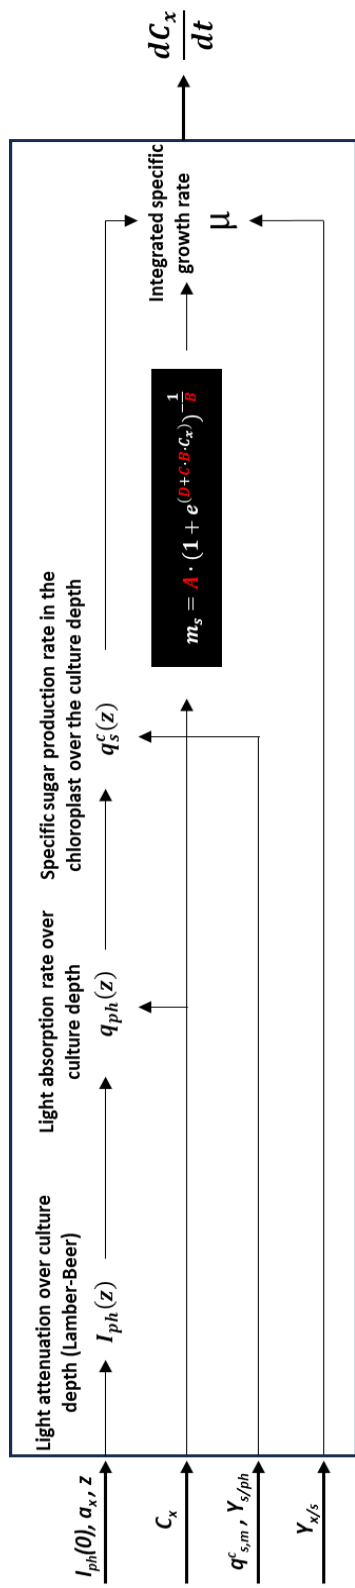 I_ph(0), a_x , z
C_x
q^c_s,m , Y_s/ph
Y_x/s
Light attenuation over culture
depth (Lamber-Beer)
I_ph(z)
Light absorption rate over
culture depth
q_ph(z)
Specific sugar production rate in the
chloroplast over the culture depth
q_s^c(z)
m_s = A · (1 + e^(D+C·B·C_x))^-1/B
Integrated specific
growth rate
μ
dC_x
dt